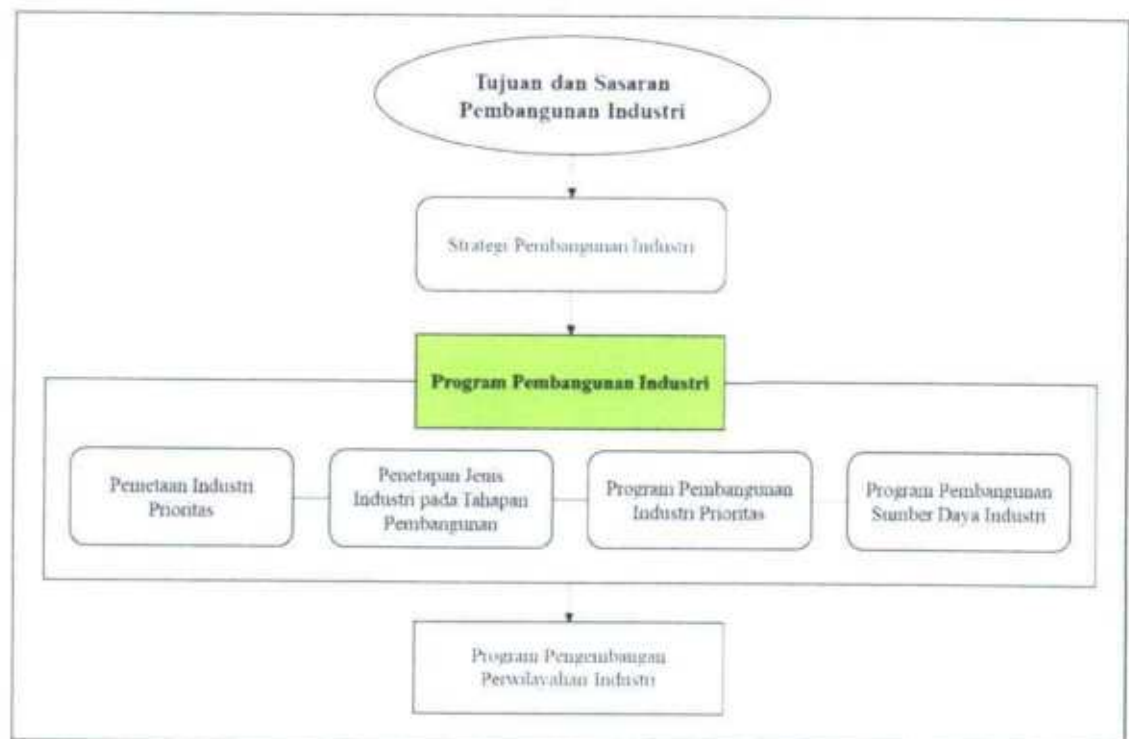 Tujuan dan Sasaran
Pembangunan Industri
Strategi Pembangunan Industri
Program Pembangunan Industri
Pemetaan Industri
Prioritas
Penetapan Jenis
Industri pada Tahapan
Pembangunan
Program Pembangunan
Industri Prioritas
Program Pembangunan
Sumber Daya Industri
Program Pengembangan
Perwilayahan Industri